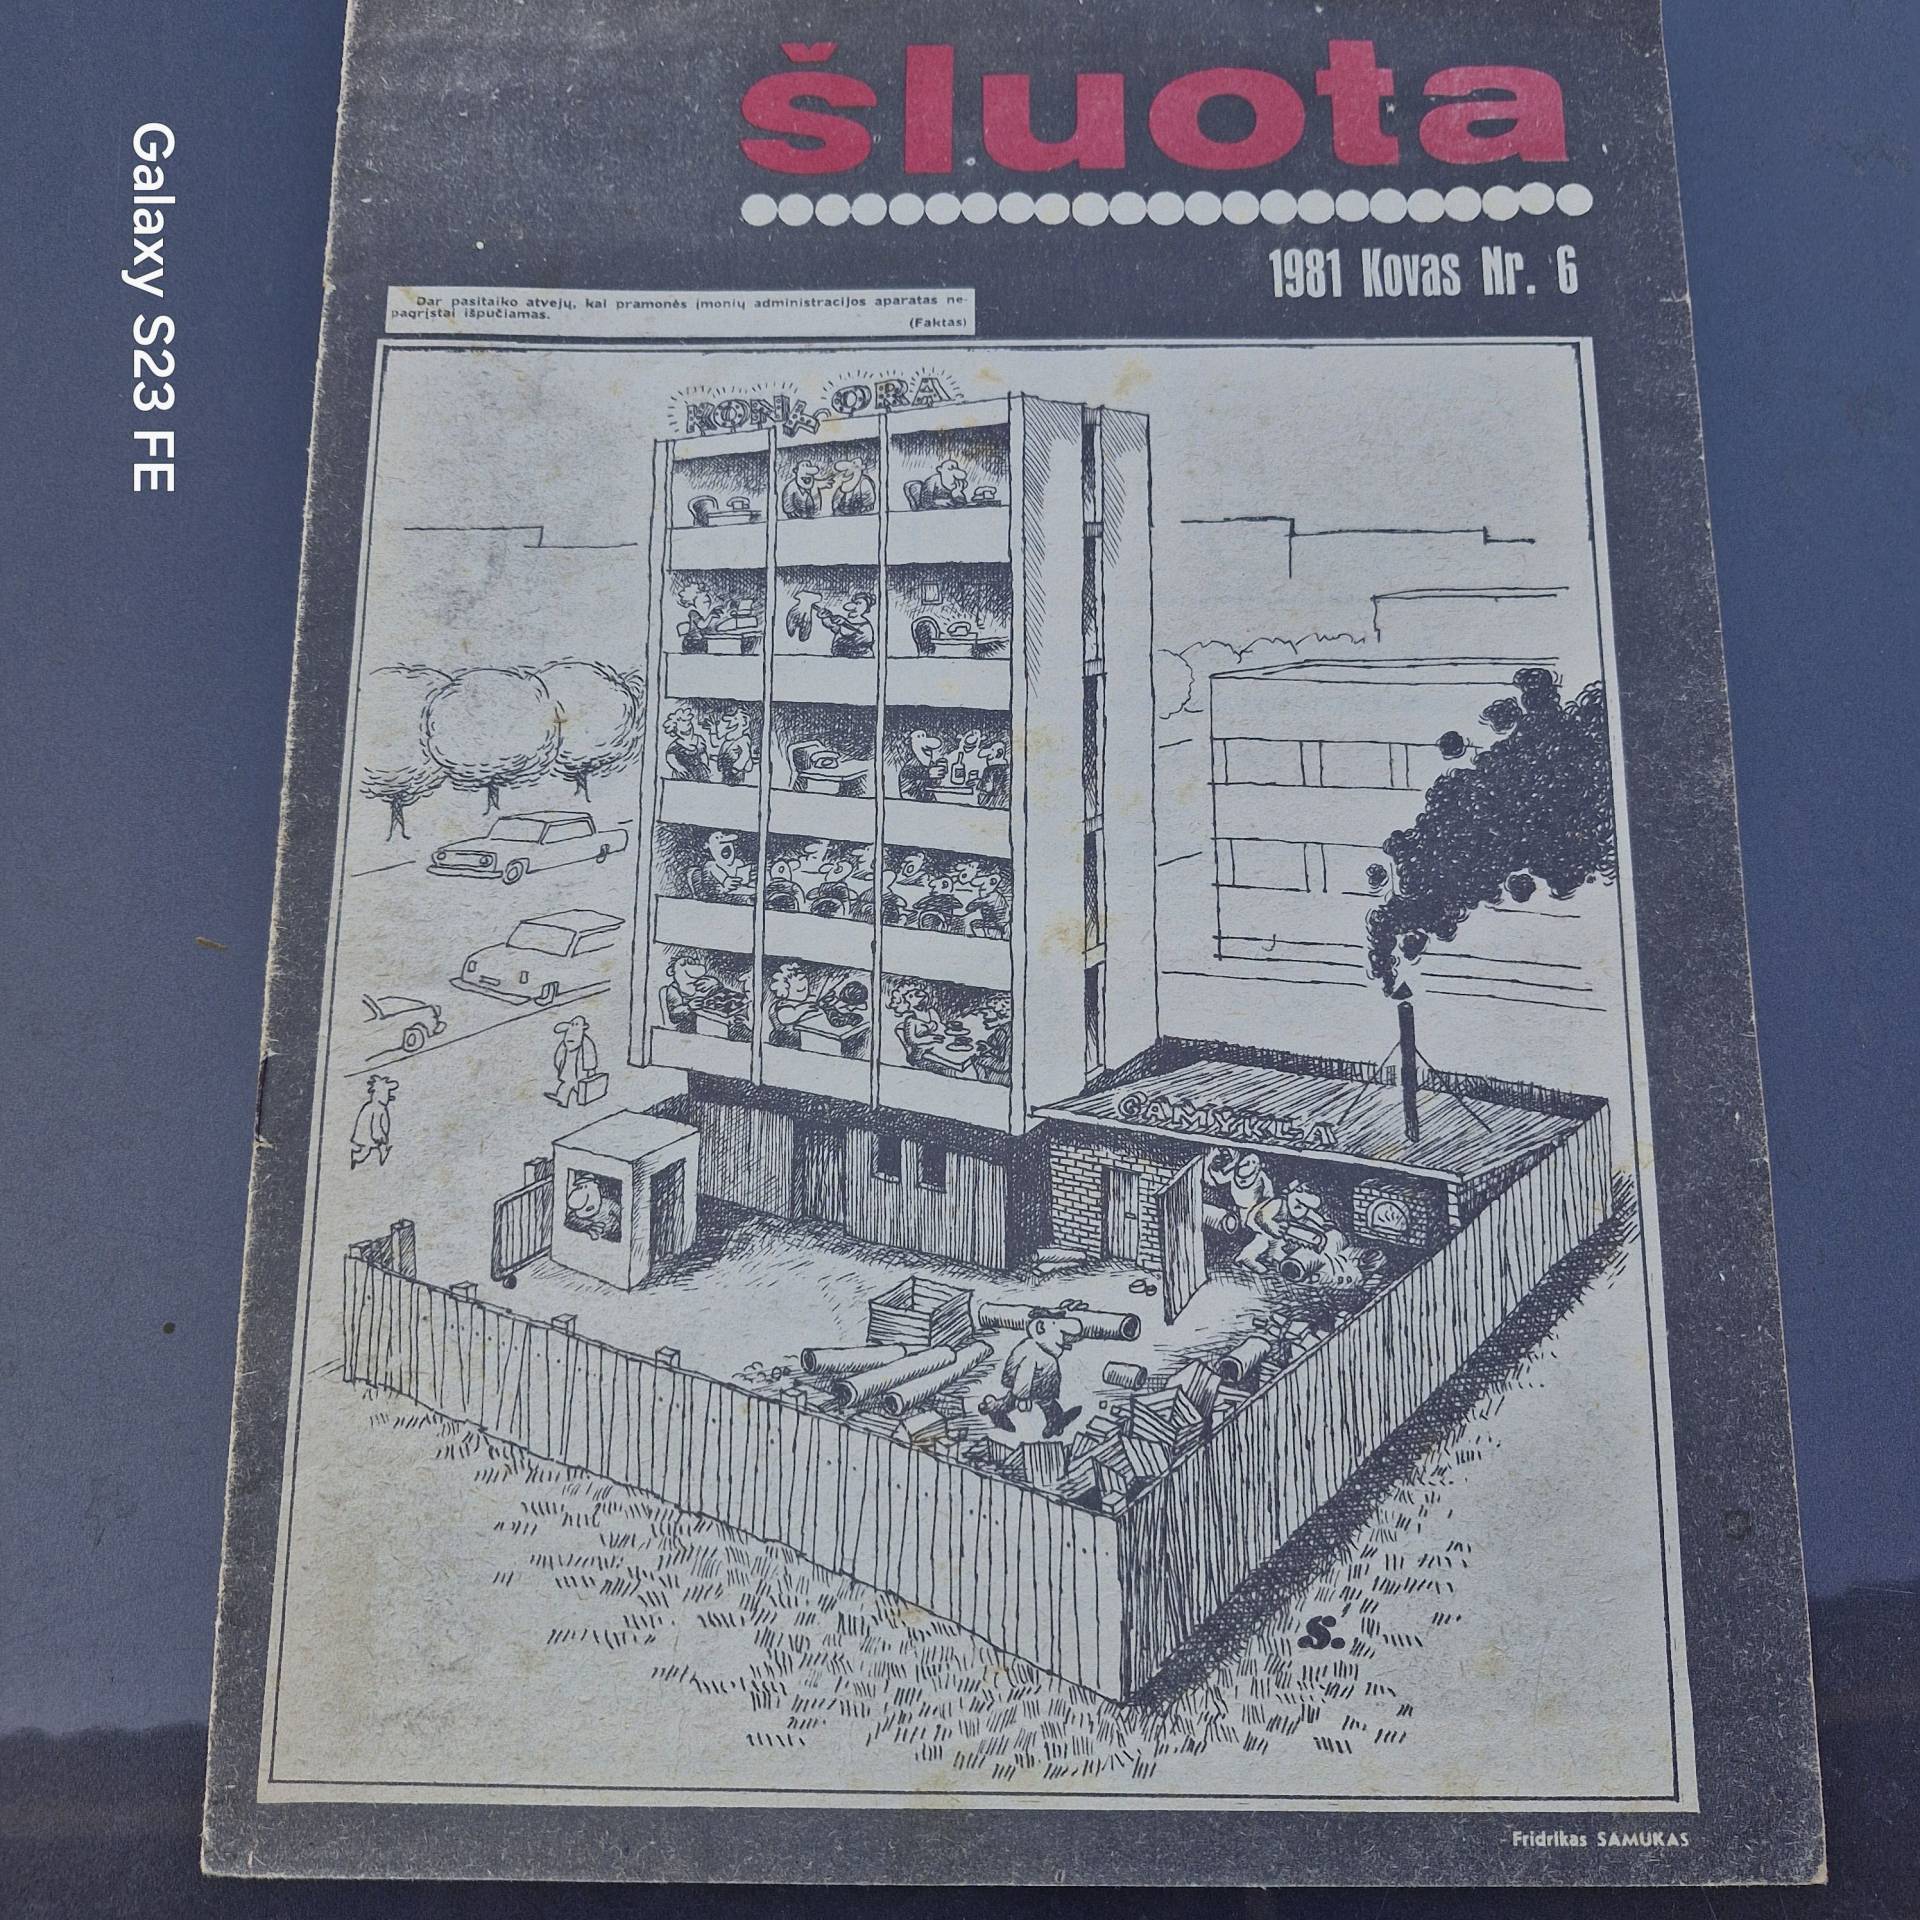 šluota
1981 Kovas Nr. 6
Dar pasitaiko atvejų, kai pramonės įmonių administracijos aparatas ne-
pagrįstai išpučiamas.
(Faktas)
KONTORA
GAMYKLA
Š.
Fridrikas SAMUKAS
Galaxy S23 FE